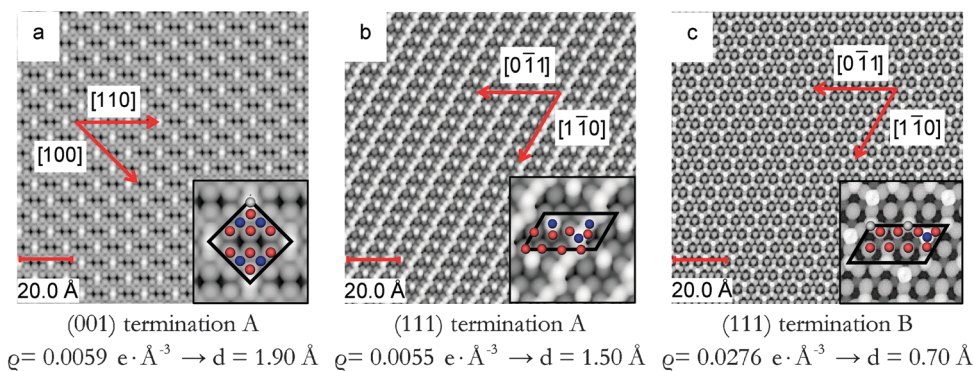 a
[110]
[100]
20.0 Å
(001) termination A
ϱ= 0.0059 e·Å⁻³ → d = 1.90 Å
b
[01̅1]
[11̅0]
20.0 Å
(111) termination A
ϱ= 0.0055 e·Å⁻³ → d = 1.50 Å
c
[01̅1]
[11̅0]
20.0 Å
(111) termination B
ϱ= 0.0276 e·Å⁻³ → d = 0.70 Å